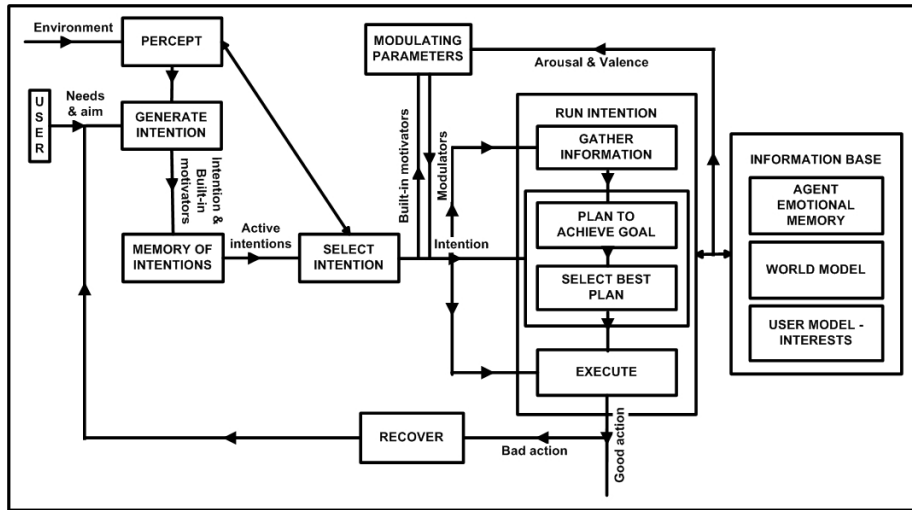 Environment
PERCEPT
MODULATING
PARAMETERS
Arousal & Valence
USER
Needs
& aim
GENERATE
INTENTION
Intention &
Built-in
motivators
Built-in motivators
Modulators
RUN INTENTION
GATHER
INFORMATION
INFORMATION BASE
AGENT
EMOTIONAL
MEMORY
PLAN TO
ACHIEVE GOAL
MEMORY OF
INTENTIONS
Active
intentions
SELECT
INTENTION
Intention
SELECT BEST
PLAN
WORLD MODEL
USER MODEL -
INTERESTS
EXECUTE
RECOVER
Bad action
Good action